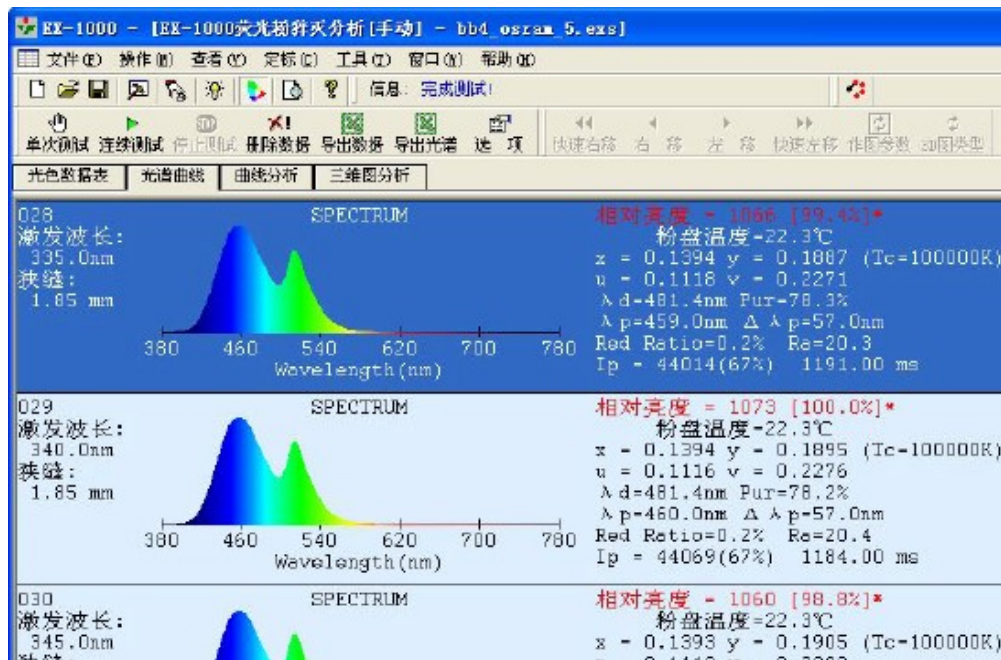 EX-1000 - [EX-1000荧光粉猝灭分析[手动] - bb4_osram_5.exs]
文件(F) 操作(W) 查看(V) 定标(C) 工具(T) 窗口(N) 帮助(H)
信息: 完成测试!
单次测试 连续测试 停止测试 删除数据 导出数据 导出光谱 选 项 快速右移 右 移 左 移 快速左移 作图参数 3D图类型
光色数据表 光谱曲线 曲线分析 三维图分析
028 SPECTRUM 相对亮度 = 1066 [99.4%]*
激发波长: 粉盘温度=22.3℃
335.0nm x = 0.1394 y = 0.1887 (Tc=100000K)
狭缝: u = 0.1118 v = 0.2271
1.85 mm λd=481.4nm Pur=78.3%
λp=459.0nm Δλp=57.0nm
380 460 540 620 700 780 Red Ratio=0.2% Ra=20.3
Wavelength(nm) Ip = 44014(67%) 1191.00 ms
029 SPECTRUM 相对亮度 = 1073 [100.0%]*
激发波长: 粉盘温度=22.3℃
340.0nm x = 0.1394 y = 0.1895 (Tc=100000K)
狭缝: u = 0.1116 v = 0.2276
1.85 mm λd=481.4nm Pur=78.2%
λp=460.0nm Δλp=57.0nm
380 460 540 620 700 780 Red Ratio=0.2% Ra=20.4
Wavelength(nm) Ip = 44069(67%) 1184.00 ms
030 SPECTRUM 相对亮度 = 1060 [98.8%]*
激发波长: 粉盘温度=22.3℃
345.0nm x = 0.1393 y = 0.1905 (Tc=100000K)